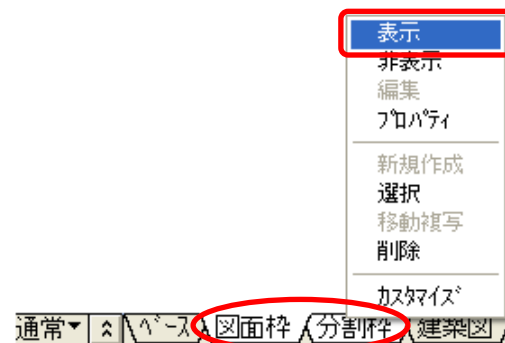 表示
非表示
編集
ﾌﾟﾛﾊﾟﾃｨ
新規作成
選択
移動複写
削除
ｶｽﾀﾏｲｽﾞ
通常 ﾍﾞｰｽ 図面枠 分割枠 建築図